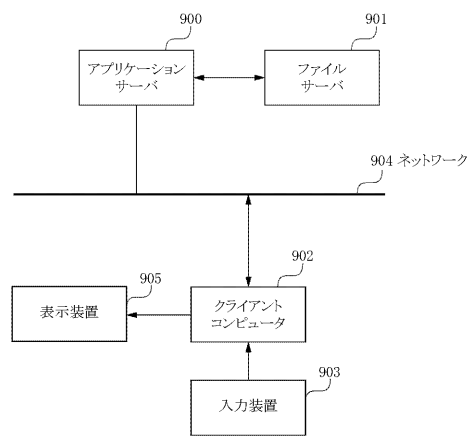 900
アプリケーション
サーバ
901
ファイル
サーバ
904 ネットワーク
902
クライアント
コンピュータ
905
表示装置
903
入力装置